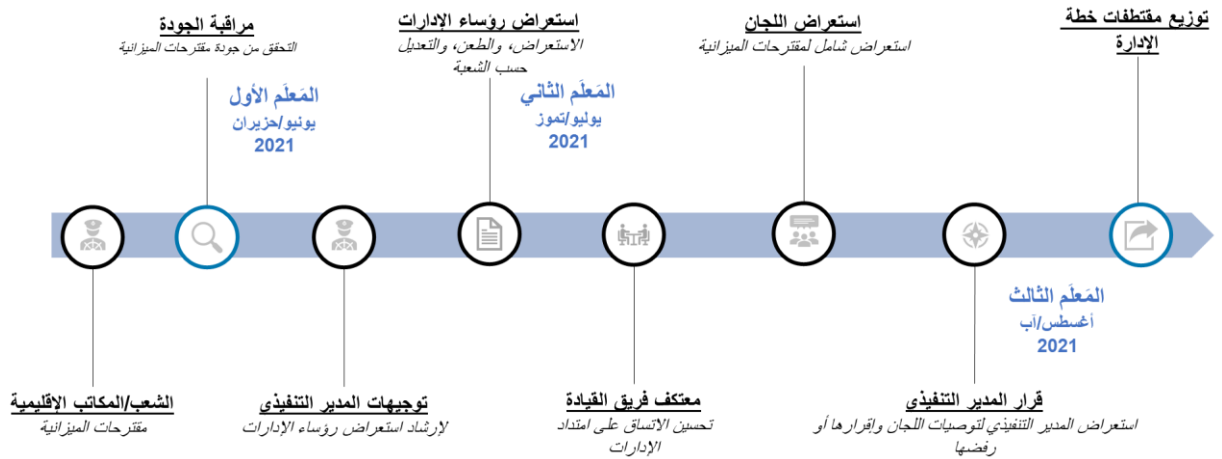 مراقبة الجودة
التحقق من جودة مقترحات الميزانية
استعراض رؤساء الإدارات
الاستعراض، والطعن، والتعديل
حسب الشعبة
استعراض اللجان
استعراض شامل لمقترحات الميزانية
توزيع مقتطفات خطة
الإدارة
المَعلَم الأول
يونيو/حزيران
2021
المَعلَم الثاني
يوليو/تموز
2021
المَعلَم الثالث
أغسطس/آب
2021
الشعب/المكاتب الإقليمية
مقترحات الميزانية
توجيهات المدير التنفيذي
لإرشاد استعراض رؤساء الإدارات
معتكف فريق القيادة
تحسين الاتساق على امتداد
الإدارات
قرار المدير التنفيذي
استعراض المدير التنفيذي لتوصيات اللجان وإقرارها أو
رفضها